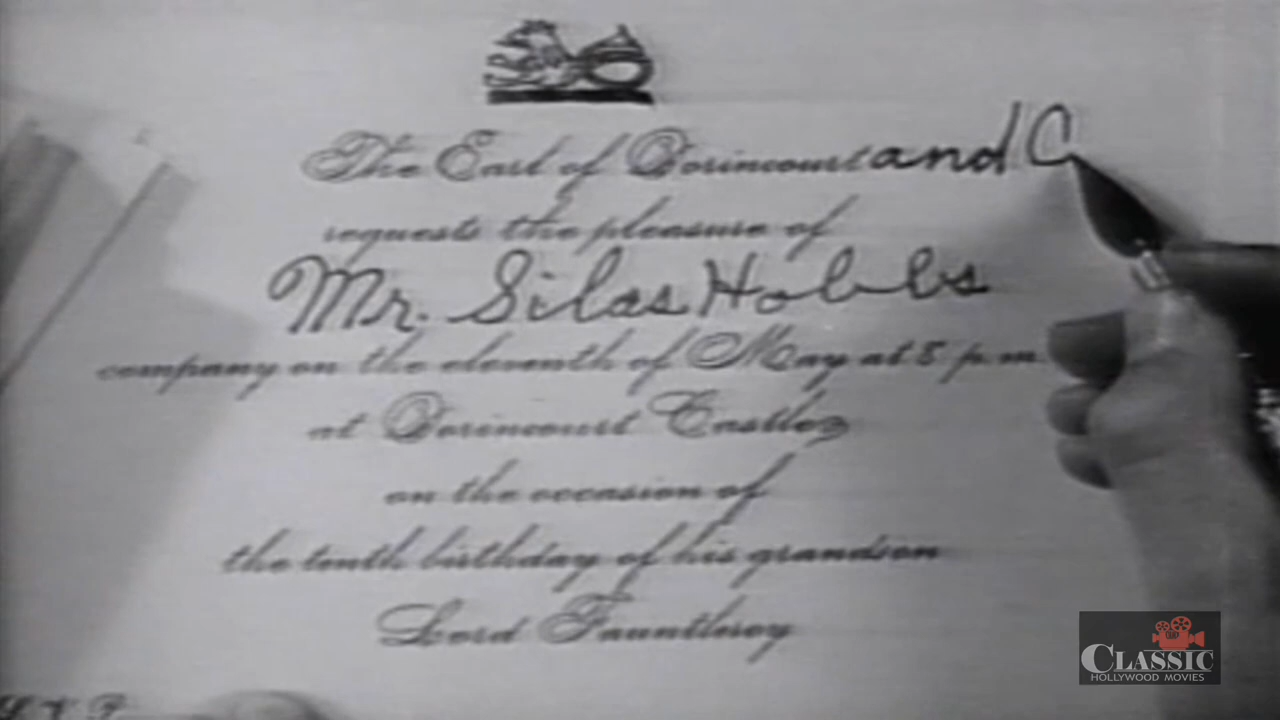 The Earl of Dorincourt and C
requests the pleasure of
Mr. Silas Hobbs
company on the eleventh of May at 8 p.m
at Dorincourt Castle
on the occasion of
the tenth birthday of his grandson
Lord Fauntleroy
CLASSIC
HOLLYWOOD MOVIES